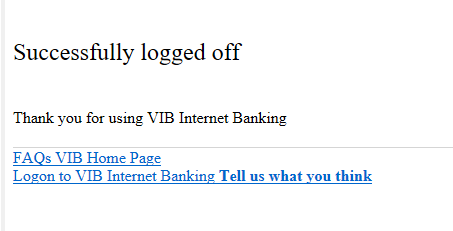 Successfully logged off
Thank you for using VIB Internet Banking
FAQs VIB Home Page
Logon to VIB Internet Banking Tell us what you think